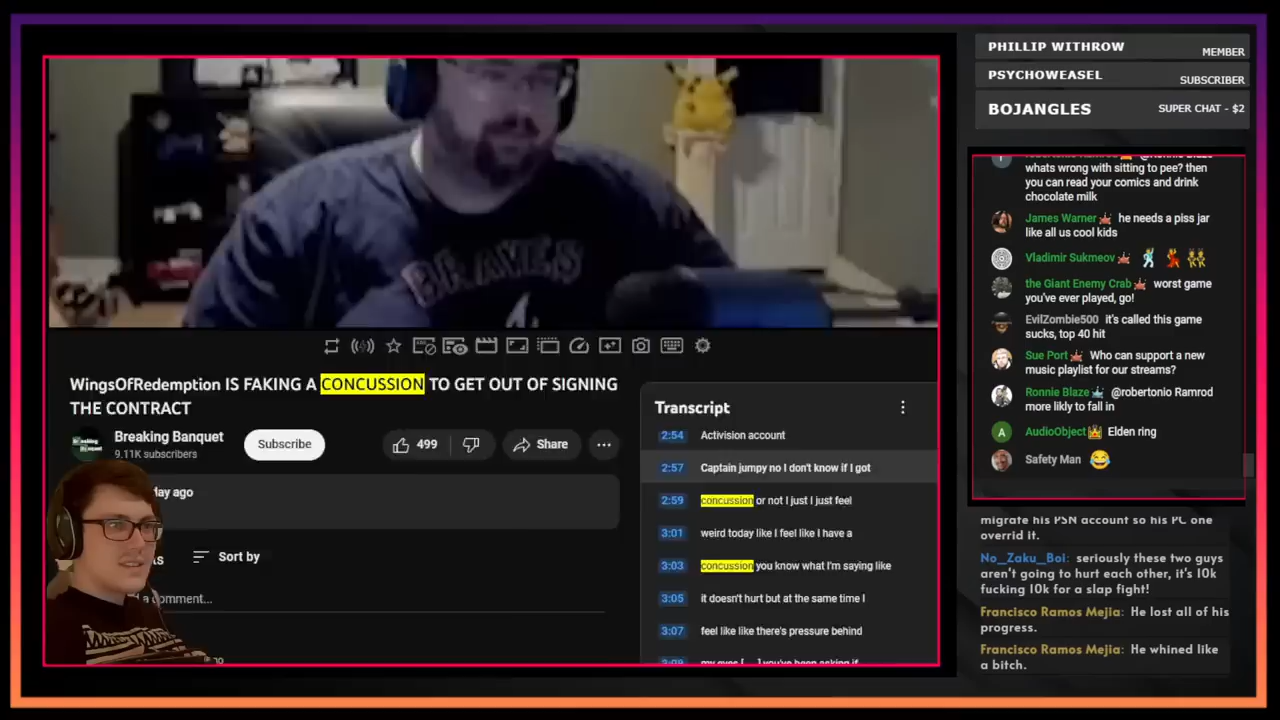 PHILLIP WITHROW
MEMBER
PSYCHOWEASEL
SUBSCRIBER
BOJANGLES
SUPER CHAT - $2
BRAVES
WingsOfRedemption IS FAKING A CONCUSSION TO GET OUT OF SIGNING
THE CONTRACT
Breaking Banquet
9.11K subscribers
Subscribe
499
Share
ay ago
Sort by
a comment...
Transcript
2:54 Activision account
2:57 Captain jumpy no I don't know if I got
2:59 concussion or not I just I just feel
3:01 weird today like I feel like I have a
3:03 concussion you know what I'm saying like
3:05 it doesn't hurt but at the same time I
3:07 feel like like there's pressure behind
my eyes [ __ ] you've been asking if
whats wrong with sitting to pee? then
you can read your comics and drink
chocolate milk
James Warner he needs a piss jar
like all us cool kids
Vladimir Sukmeov
the Giant Enemy Crab worst game
you've ever played, go!
EvilZombie500 it's called this game
sucks, top 40 hit
Sue Port Who can support a new
music playlist for our streams?
Ronnie Blaze @robertonio Ramrod
more likly to fall in
A AudioObject Elden ring
Safety Man
migrate his PSN account so his PC one
overrid it.
No_Zaku_Boi: seriously these two guys
aren't going to hurt each other, it's 10k
fucking 10k for a slap fight!
Francisco Ramos Mejia: He lost all of his
progress.
Francisco Ramos Mejia: He whined like
a bitch.